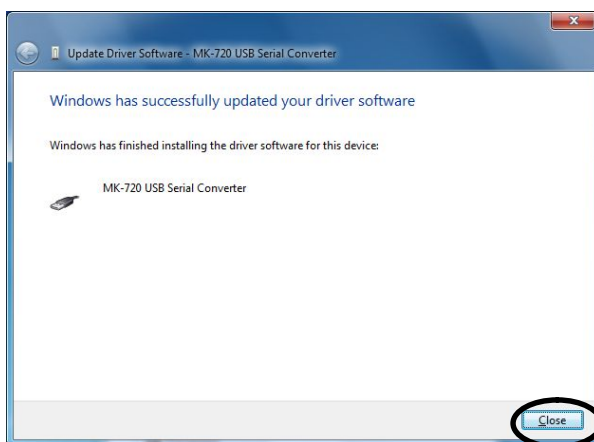 Update Driver Software - MK-720 USB Serial Converter
Windows has successfully updated your driver software
Windows has finished installing the driver software for this device:
MK-720 USB Serial Converter
Close